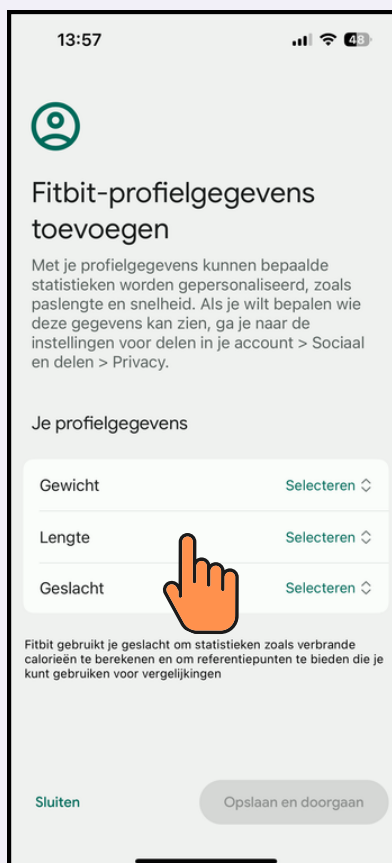 13:57
48
Fitbit-profielgegevens
toevoegen
Met je profielgegevens kunnen bepaalde
statistieken worden gepersonaliseerd, zoals
paslengte en snelheid. Als je wilt bepalen wie
deze gegevens kan zien, ga je naar de
instellingen voor delen in je account > Sociaal
en delen > Privacy.
Je profielgegevens
Gewicht Selecteren
Lengte Selecteren
Geslacht Selecteren
Fitbit gebruikt je geslacht om statistieken zoals verbrande
calorieën te berekenen en om referentiepunten te bieden die je
kunt gebruiken voor vergelijkingen
Sluiten Opslaan en doorgaan